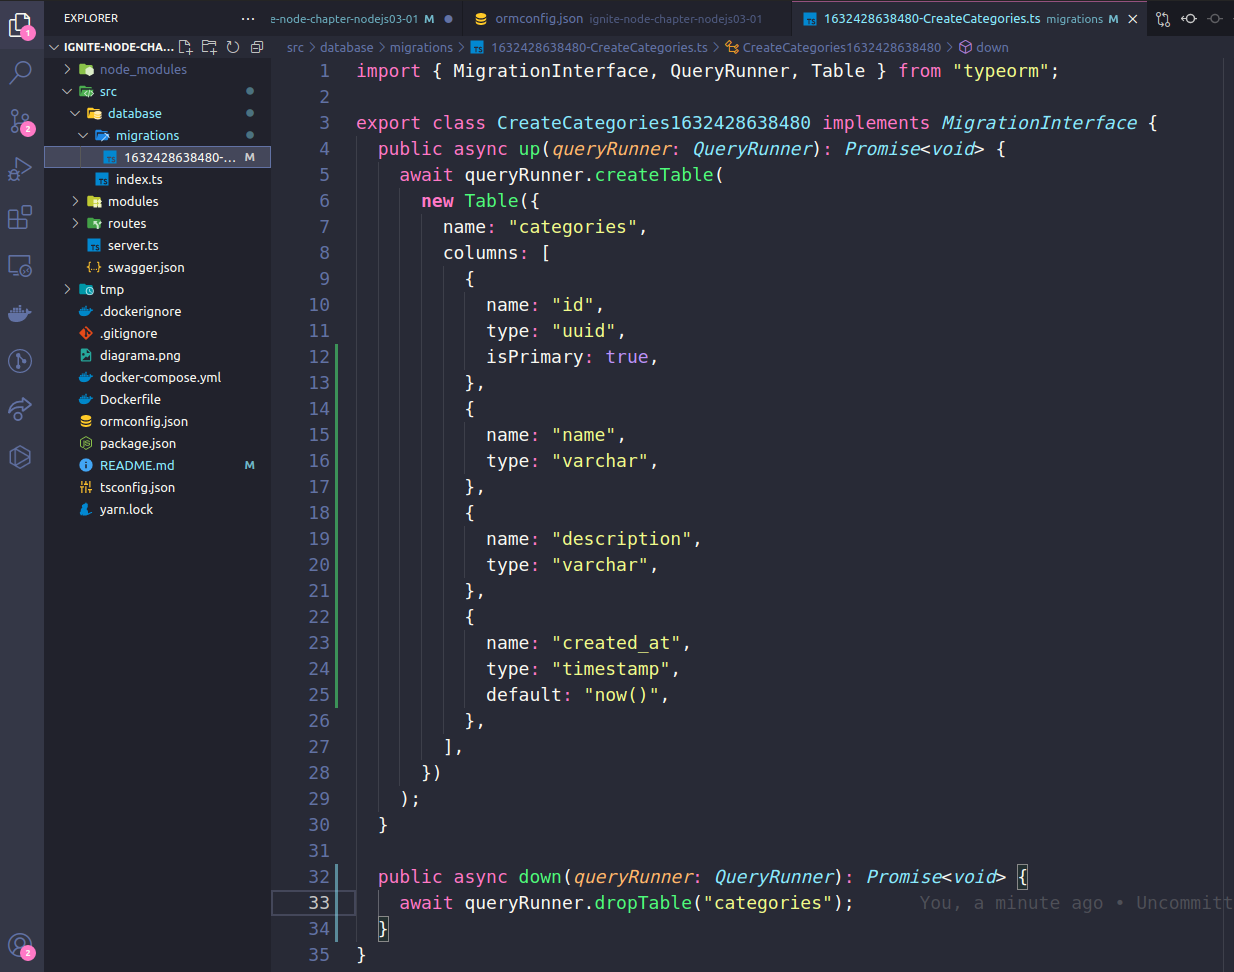 EXPLORER ...
e-node-chapter-nodejs03-01 M
ormconfig.json ignite-node-chapter-nodejs03-01
1632428638480-CreateCategories.ts migrations M
IGNITE-NODE-CHA...
node_modules
src
database
migrations
1632428638480-... M
index.ts
modules
routes
server.ts
swagger.json
tmp
.dockerignore
.gitignore
diagrama.png
docker-compose.yml
Dockerfile
ormconfig.json
package.json
README.md M
tsconfig.json
yarn.lock
1
2
2
src > database > migrations > 1632428638480-CreateCategories.ts > CreateCategories1632428638480 > down
1 import { MigrationInterface, QueryRunner, Table } from "typeorm";
2
3 export class CreateCategories1632428638480 implements MigrationInterface {
4 public async up(queryRunner: QueryRunner): Promise<void> {
5 await queryRunner.createTable(
6 new Table({
7 name: "categories",
8 columns: [
9 {
10 name: "id",
11 type: "uuid",
12 isPrimary: true,
13 },
14 {
15 name: "name",
16 type: "varchar",
17 },
18 {
19 name: "description",
20 type: "varchar",
21 },
22 {
23 name: "created_at",
24 type: "timestamp",
25 default: "now()",
26 },
27 ],
28 })
29 );
30 }
31
32 public async down(queryRunner: QueryRunner): Promise<void> {
33 await queryRunner.dropTable("categories"); You, a minute ago • Uncommitt
34 }
35 }